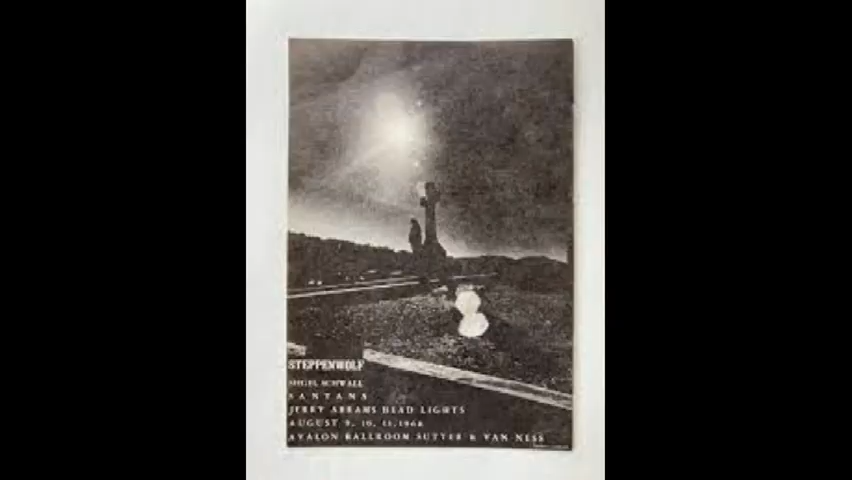 STEPPENWOLF
SIEGEL SCHWALL
SANTANA
JERRY ABRAMS HEAD LIGHTS
AUGUST 9, 10, 11, 1968
AVALON BALLROOM SUTTER & VAN NESS